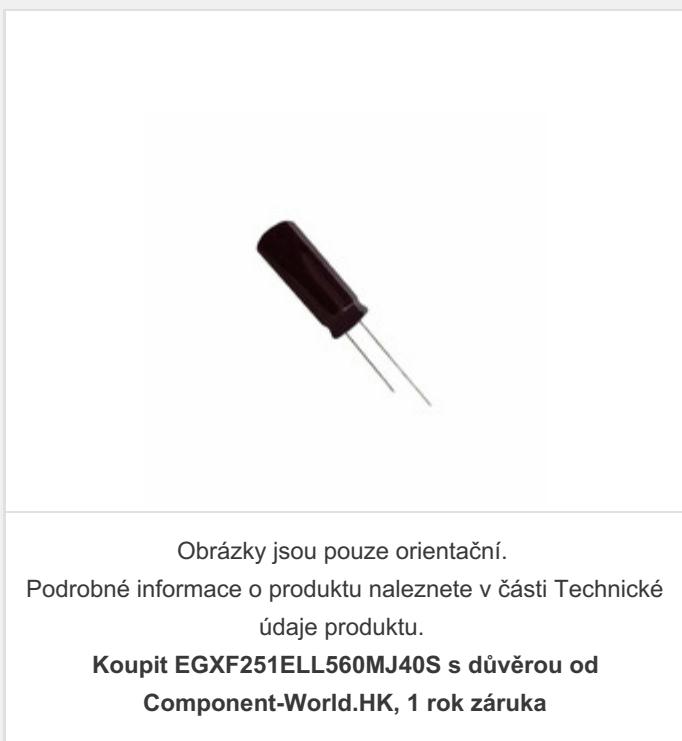 Obrázky jsou pouze orientační.
Podrobné informace o produktu naleznete v části Technické
údaje produktu.
Koupit EGXF251ELL560MJ40S s důvěrou od
Component-World.HK, 1 rok záruka